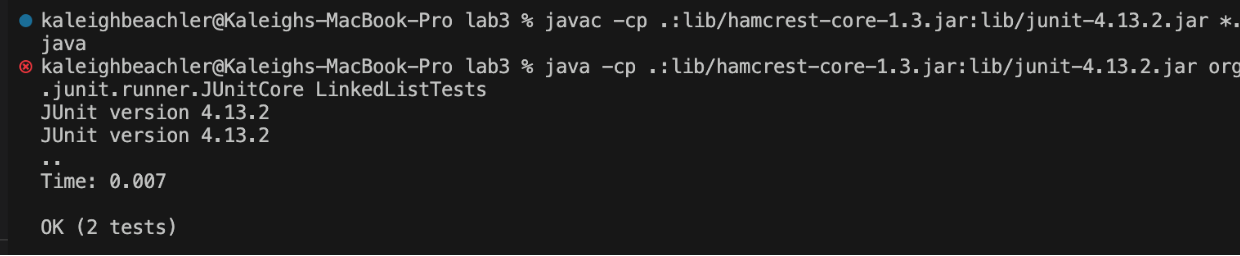 kaleighbeachler@Kaleighs-MacBook-Pro lab3 % javac -cp .:lib/hamcrest-core-1.3.jar:lib/junit-4.13.2.jar *.
java
kaleighbeachler@Kaleighs-MacBook-Pro lab3 % java -cp .:lib/hamcrest-core-1.3.jar:lib/junit-4.13.2.jar org
.junit.runner.JUnitCore LinkedListTests
JUnit version 4.13.2
JUnit version 4.13.2
..
Time: 0.007
OK (2 tests)